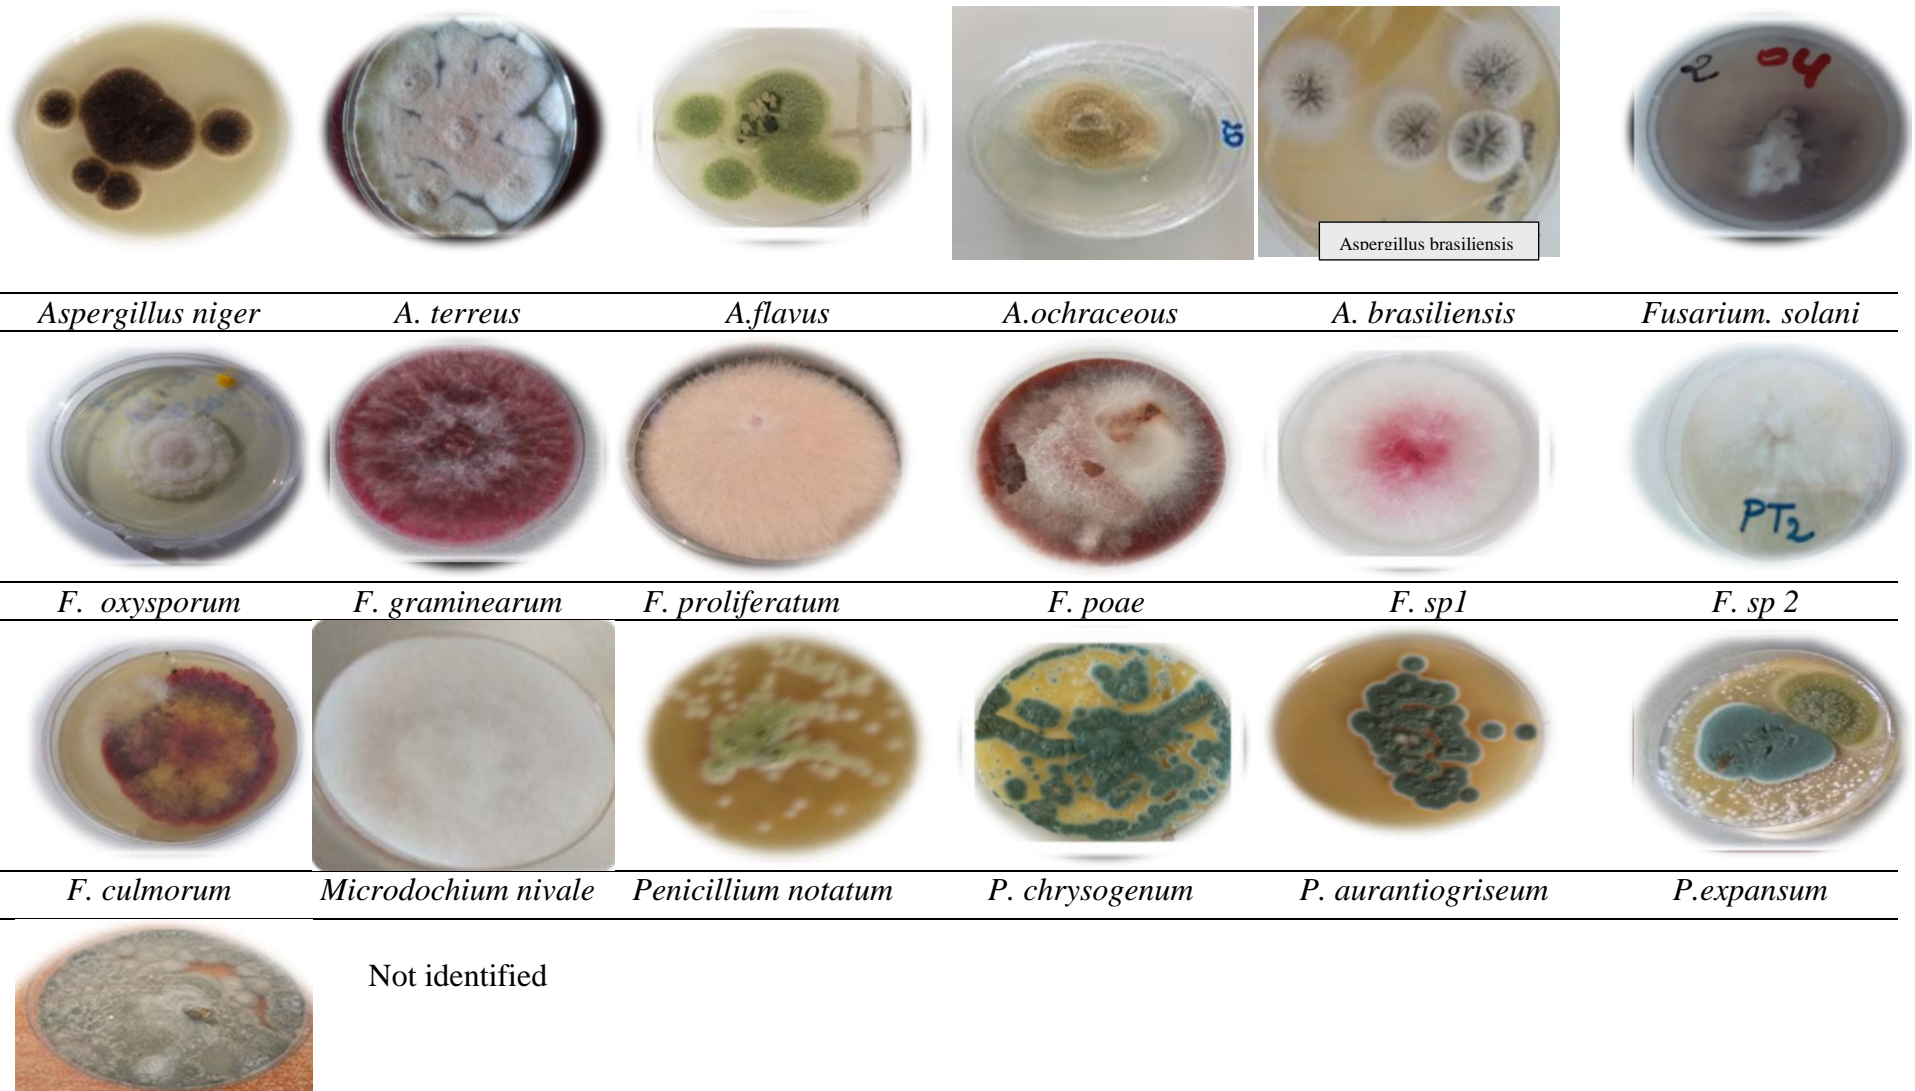 2 04
20
Aspergillus brasiliensis
Aspergillus niger A. terreus A.flavus A.ochraceous A. brasiliensis Fusarium. solani
PT2
F. oxysporum F. graminearum F. proliferatum F. poae F. sp1 F. sp 2
F. culmorum Microdochium nivale Penicillium notatum P. chrysogenum P. aurantiogriseum P.expansum
Not identified